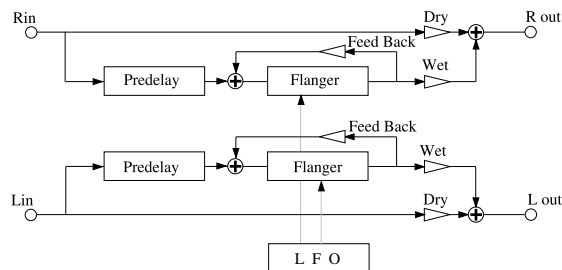 Rin
Dry
R out
Feed Back
Wet
Predelay
Flanger
Feed Back
Wet
Predelay
Flanger
Lin
Dry
L out
L F O